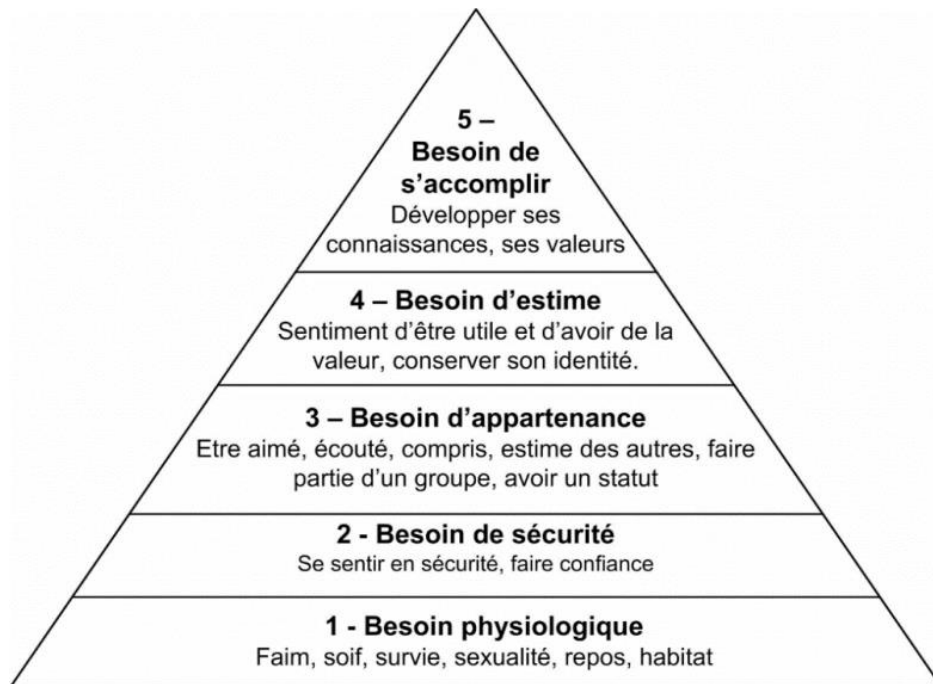 5 –
Besoin de
s’accomplir
Développer ses
connaissances, ses valeurs
4 – Besoin d’estime
Sentiment d’être utile et d’avoir de la
valeur, conserver son identité.
3 – Besoin d’appartenance
Etre aimé, écouté, compris, estime des autres, faire
partie d’un groupe, avoir un statut
2 - Besoin de sécurité
Se sentir en sécurité, faire confiance
1 - Besoin physiologique
Faim, soif, survie, sexualité, repos, habitat